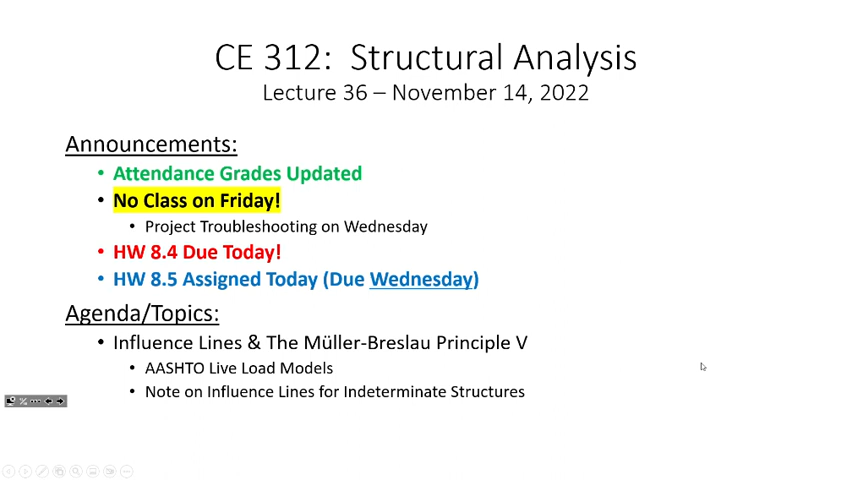 CE 312: Structural Analysis
Lecture 36 – November 14, 2022
Announcements:
• Attendance Grades Updated
• No Class on Friday!
• Project Troubleshooting on Wednesday
• HW 8.4 Due Today!
• HW 8.5 Assigned Today (Due Wednesday)
Agenda/Topics:
• Influence Lines & The Müller-Breslau Principle V
• AASHTO Live Load Models
• Note on Influence Lines for Indeterminate Structures